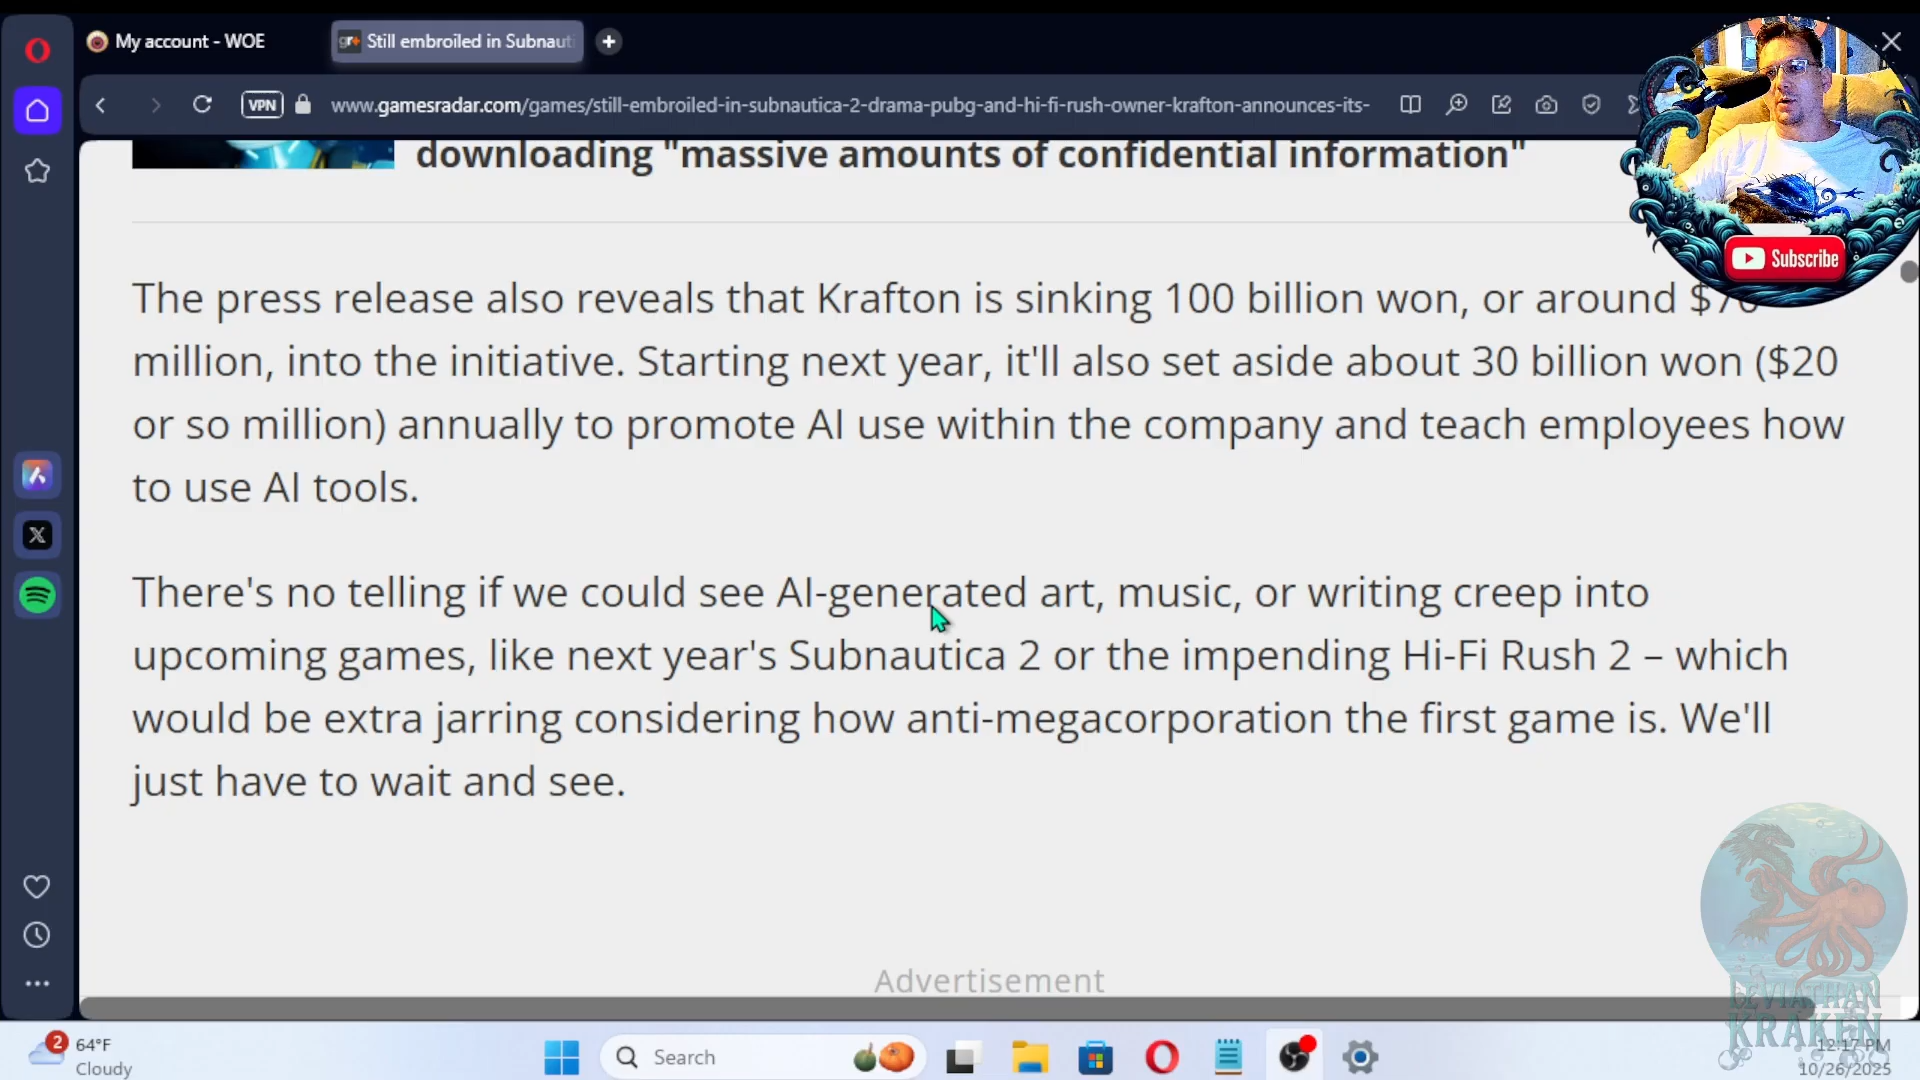 My account - WOE
gr+ Still embroiled in Subnauti
VPN
www.gamesradar.com/games/still-embroiled-in-subnautica-2-drama-pubg-and-hi-fi-rush-owner-krafton-announces-its-
downloading "massive amounts of confidential information"
Subscribe
The press release also reveals that Krafton is sinking 100 billion won, or around $70
million, into the initiative. Starting next year, it'll also set aside about 30 billion won ($20
or so million) annually to promote AI use within the company and teach employees how
to use AI tools.
There's no telling if we could see AI-generated art, music, or writing creep into
upcoming games, like next year's Subnautica 2 or the impending Hi-Fi Rush 2 – which
would be extra jarring considering how anti-megacorporation the first game is. We'll
just have to wait and see.
Advertisement
LEVIATHAN
KRAKEN
2
64°F
Cloudy
Search
12:17 PM
10/26/2025